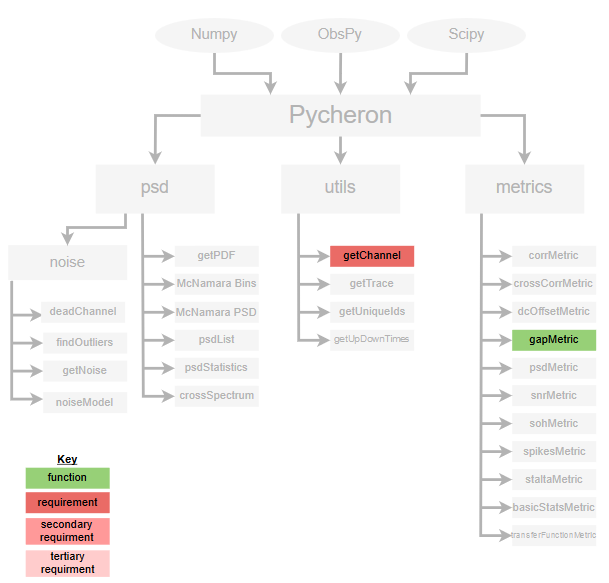 Numpy
ObsPy
Scipy
Pycheron
psd
utils
metrics
noise
deadChannel
findOutliers
getNoise
noiseModel
getPDF
McNamara Bins
McNamara PSD
psdList
psdStatistics
crossSpectrum
getChannel
getTrace
getUniqueIds
getUpDownTimes
corrMetric
crossCorrMetric
dcOffsetMetric
gapMetric
psdMetric
snrMetric
sohMetric
spikesMetric
staltaMetric
basicStatsMetric
transferFunctionMetric
Key
function
requirement
secondary
requirment
tertiary
requirment